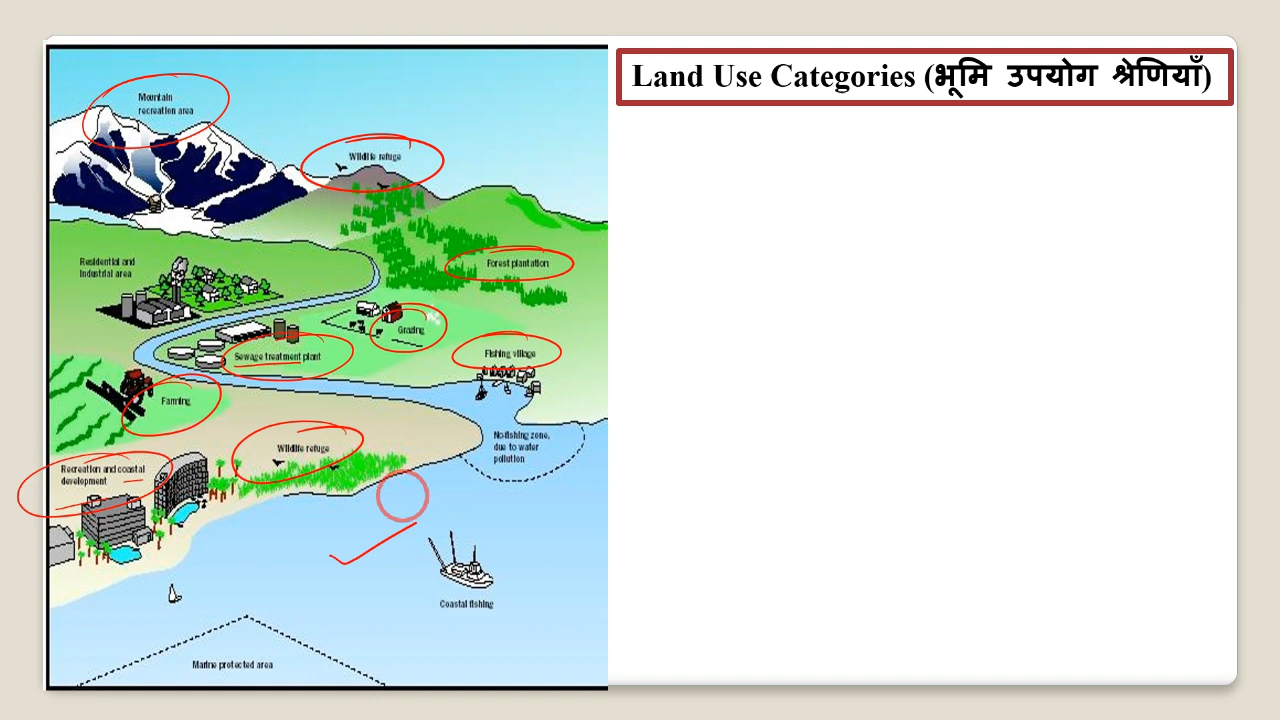 Land Use Categories (भूमि उपयोग श्रेणियाँ)
Mountain
recreation area
Wildlife refuge
Residential and
industrial area
Forest plantation
Grazing
Sewage treatment plant
Fishing village
Farming
No-fishing zone,
due to water
pollution
Wildlife refuge
Recreation and coastal
development
Coastal fishing
Marine protected area